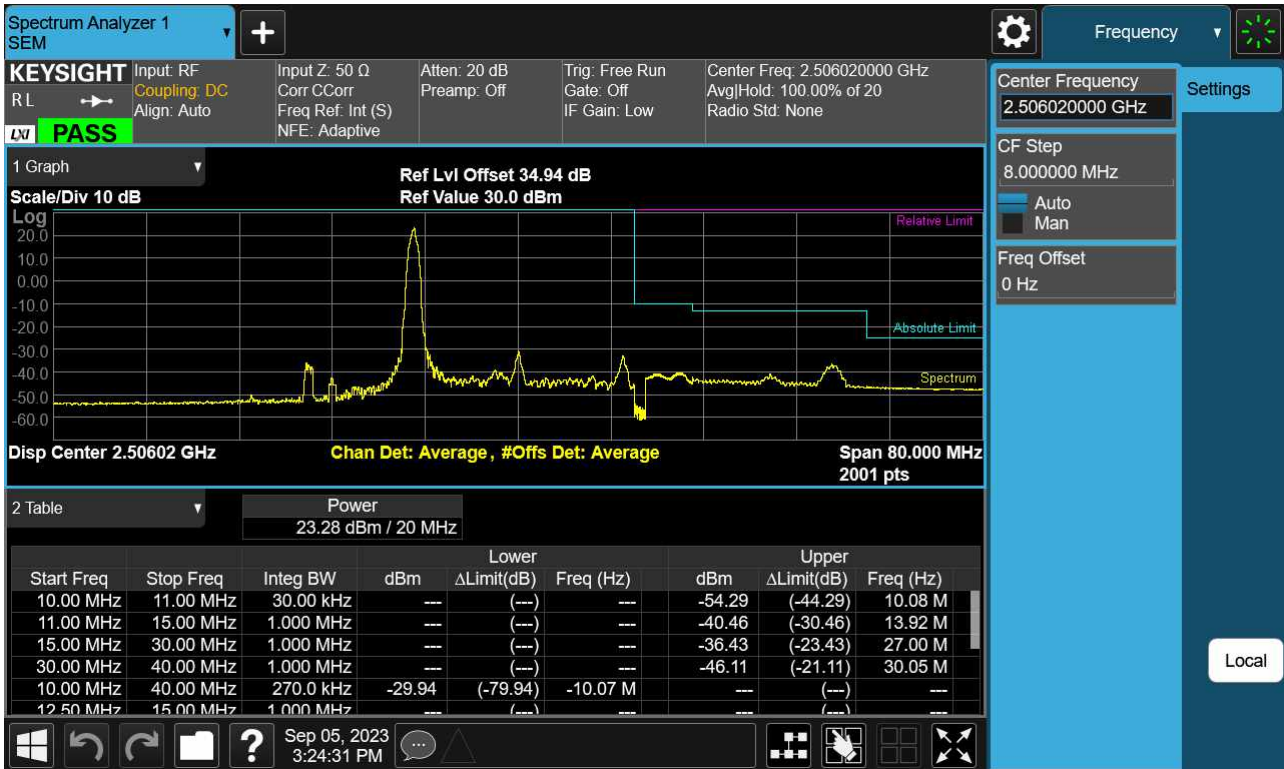 Spectrum Analyzer 1
SEM
Frequency
KEYSIGHT
R L
LXI
PASS
Input: RF
Coupling: DC
Align: Auto
Input Z: 50 Ω
Corr CCorr
Freq Ref: Int (S)
NFE: Adaptive
Atten: 20 dB
Preamp: Off
Trig: Free Run
Gate: Off
IF Gain: Low
Center Freq: 2.506020000 GHz
Avg|Hold: 100.00% of 20
Radio Std: None
Center Frequency
2.506020000 GHz
Settings
CF Step
8.000000 MHz
Auto
Man
Freq Offset
0 Hz
1 Graph
Scale/Div 10 dB
Ref Lvl Offset 34.94 dB
Ref Value 30.0 dBm
Log
20.0
10.0
0.00
-10.0
-20.0
-30.0
-40.0
-50.0
-60.0
Relative Limit
Absolute Limit
Spectrum
Disp Center 2.50602 GHz
Chan Det: Average, #Offs Det: Average
Span 80.000 MHz
2001 pts
2 Table
Power
23.28 dBm / 20 MHz
Lower Upper
Start Freq Stop Freq Integ BW dBm ΔLimit(dB) Freq (Hz) dBm ΔLimit(dB) Freq (Hz)
10.00 MHz 11.00 MHz 30.00 kHz --- (---) --- -54.29 (-44.29) 10.08 M
11.00 MHz 15.00 MHz 1.000 MHz --- (---) --- -40.46 (-30.46) 13.92 M
15.00 MHz 30.00 MHz 1.000 MHz --- (---) --- -36.43 (-23.43) 27.00 M
30.00 MHz 40.00 MHz 1.000 MHz --- (---) --- -46.11 (-21.11) 30.05 M
10.00 MHz 40.00 MHz 270.0 kHz -29.94 (-79.94) -10.07 M --- (---) ---
12.50 MHz 15.00 MHz 1.000 MHz --- (---) --- --- (---) ---
Local
?
Sep 05, 2023
3:24:31 PM